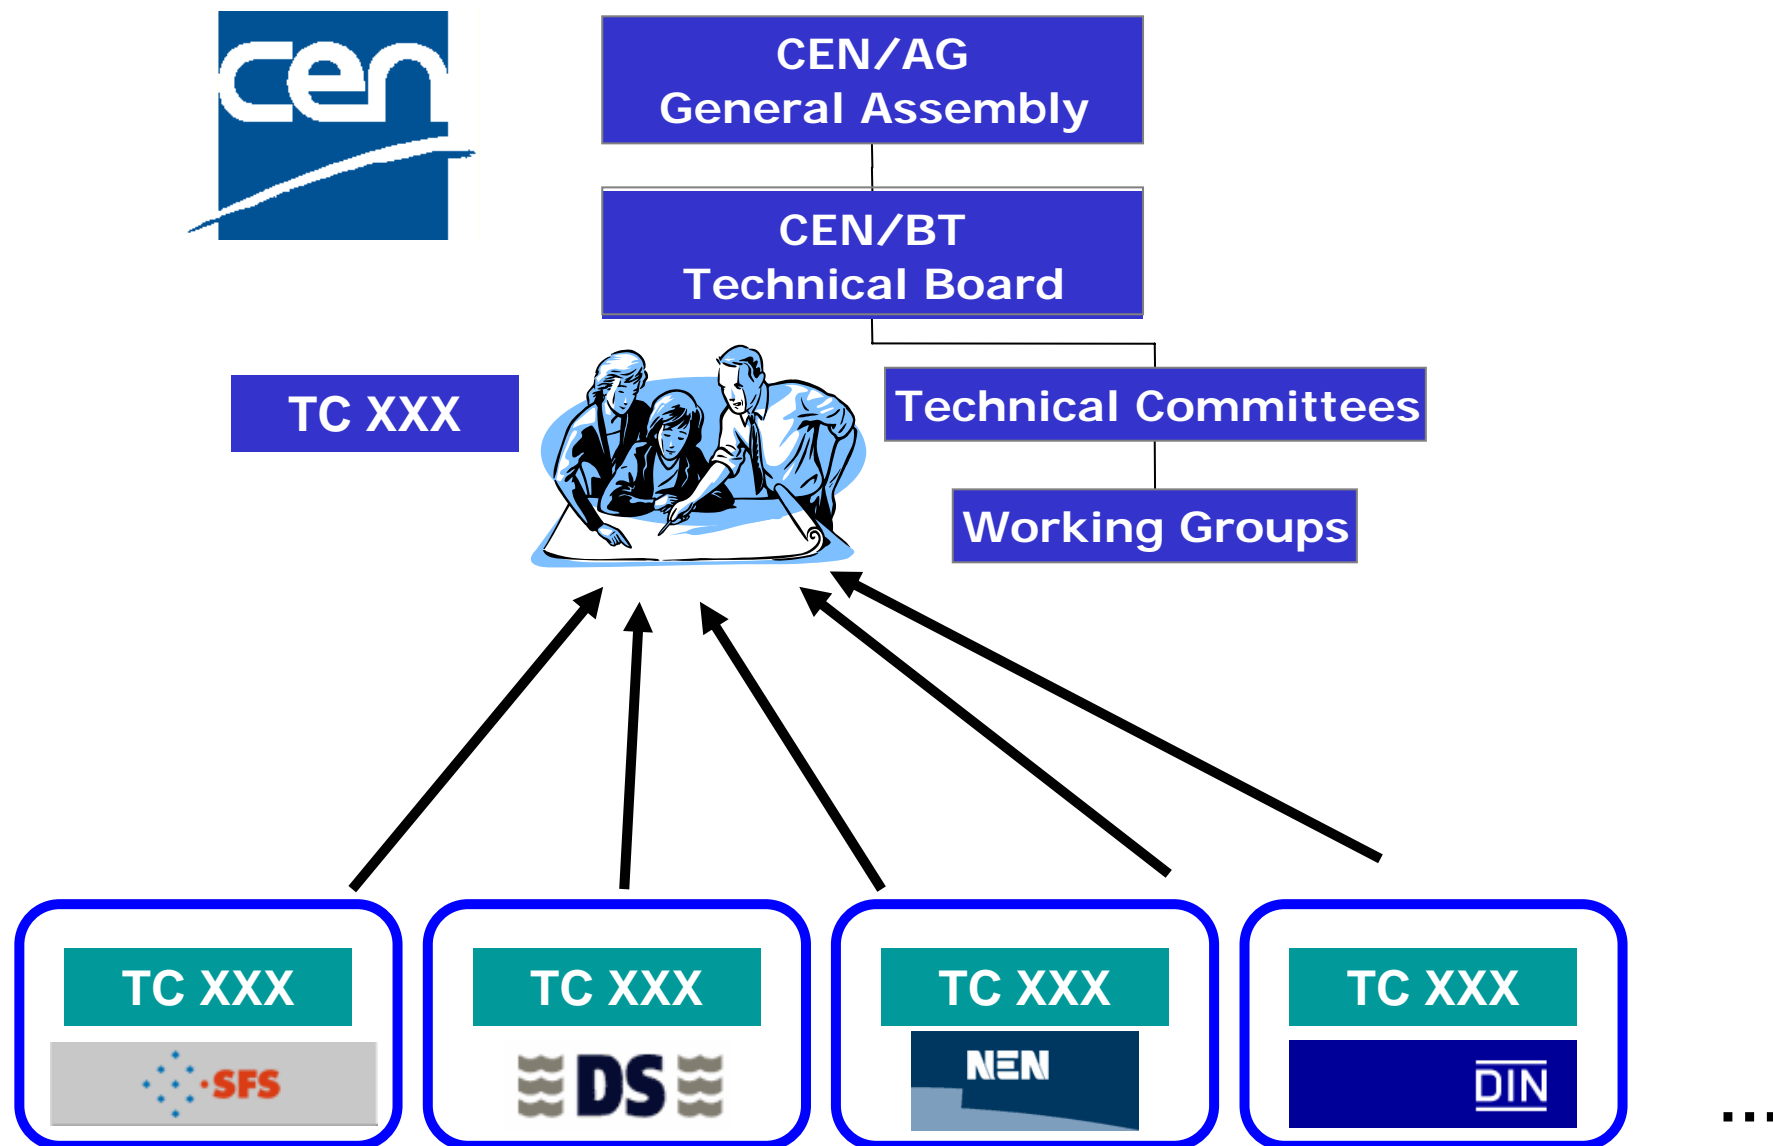 cen
CEN/AG
General Assembly
CEN/BT
Technical Board
TC XXX
Technical Committees
Working Groups
TC XXX
TC XXX
TC XXX
TC XXX
SFS
DS
NEN
DIN
...